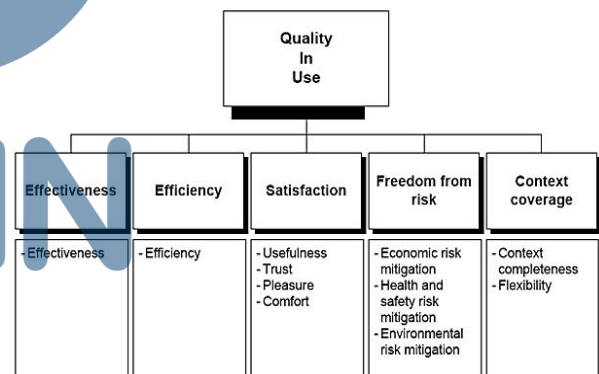 Quality
In
Use
Effectiveness
Efficiency
Satisfaction
Freedom from
risk
Context
coverage
- Effectiveness
- Efficiency
- Usefulness
- Trust
- Pleasure
- Comfort
- Economic risk
mitigation
- Health and
safety risk
mitigation
- Environmental
risk mitigation
- Context
completeness
- Flexibility